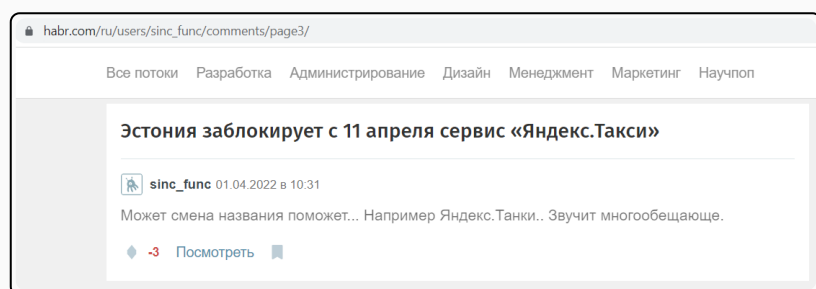 habr.com/ru/users/sinc_func/comments/page3/
Все потоки Разработка Администрирование Дизайн Менеджмент Маркетинг Научпоп
Эстония заблокирует с 11 апреля сервис «Яндекс.Такси»
sinc_func 01.04.2022 в 10:31
Может смена названия поможет... Например Яндекс.Танки.. Звучит многообещающе.
-3 Посмотреть